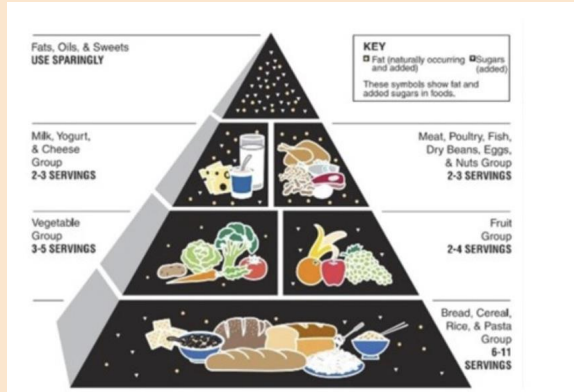 Fats, Oils, & Sweets
USE SPARINGLY
KEY
Fat (naturally occurring and added)
Sugars (added)
These symbols show fat and
added sugars in foods.
Milk, Yogurt,
& Cheese
Group
2-3 SERVINGS
Meat, Poultry, Fish,
Dry Beans, Eggs,
& Nuts Group
2-3 SERVINGS
Vegetable
Group
3-5 SERVINGS
Fruit
Group
2-4 SERVINGS
Bread, Cereal,
Rice, & Pasta
Group
6-11
SERVINGS